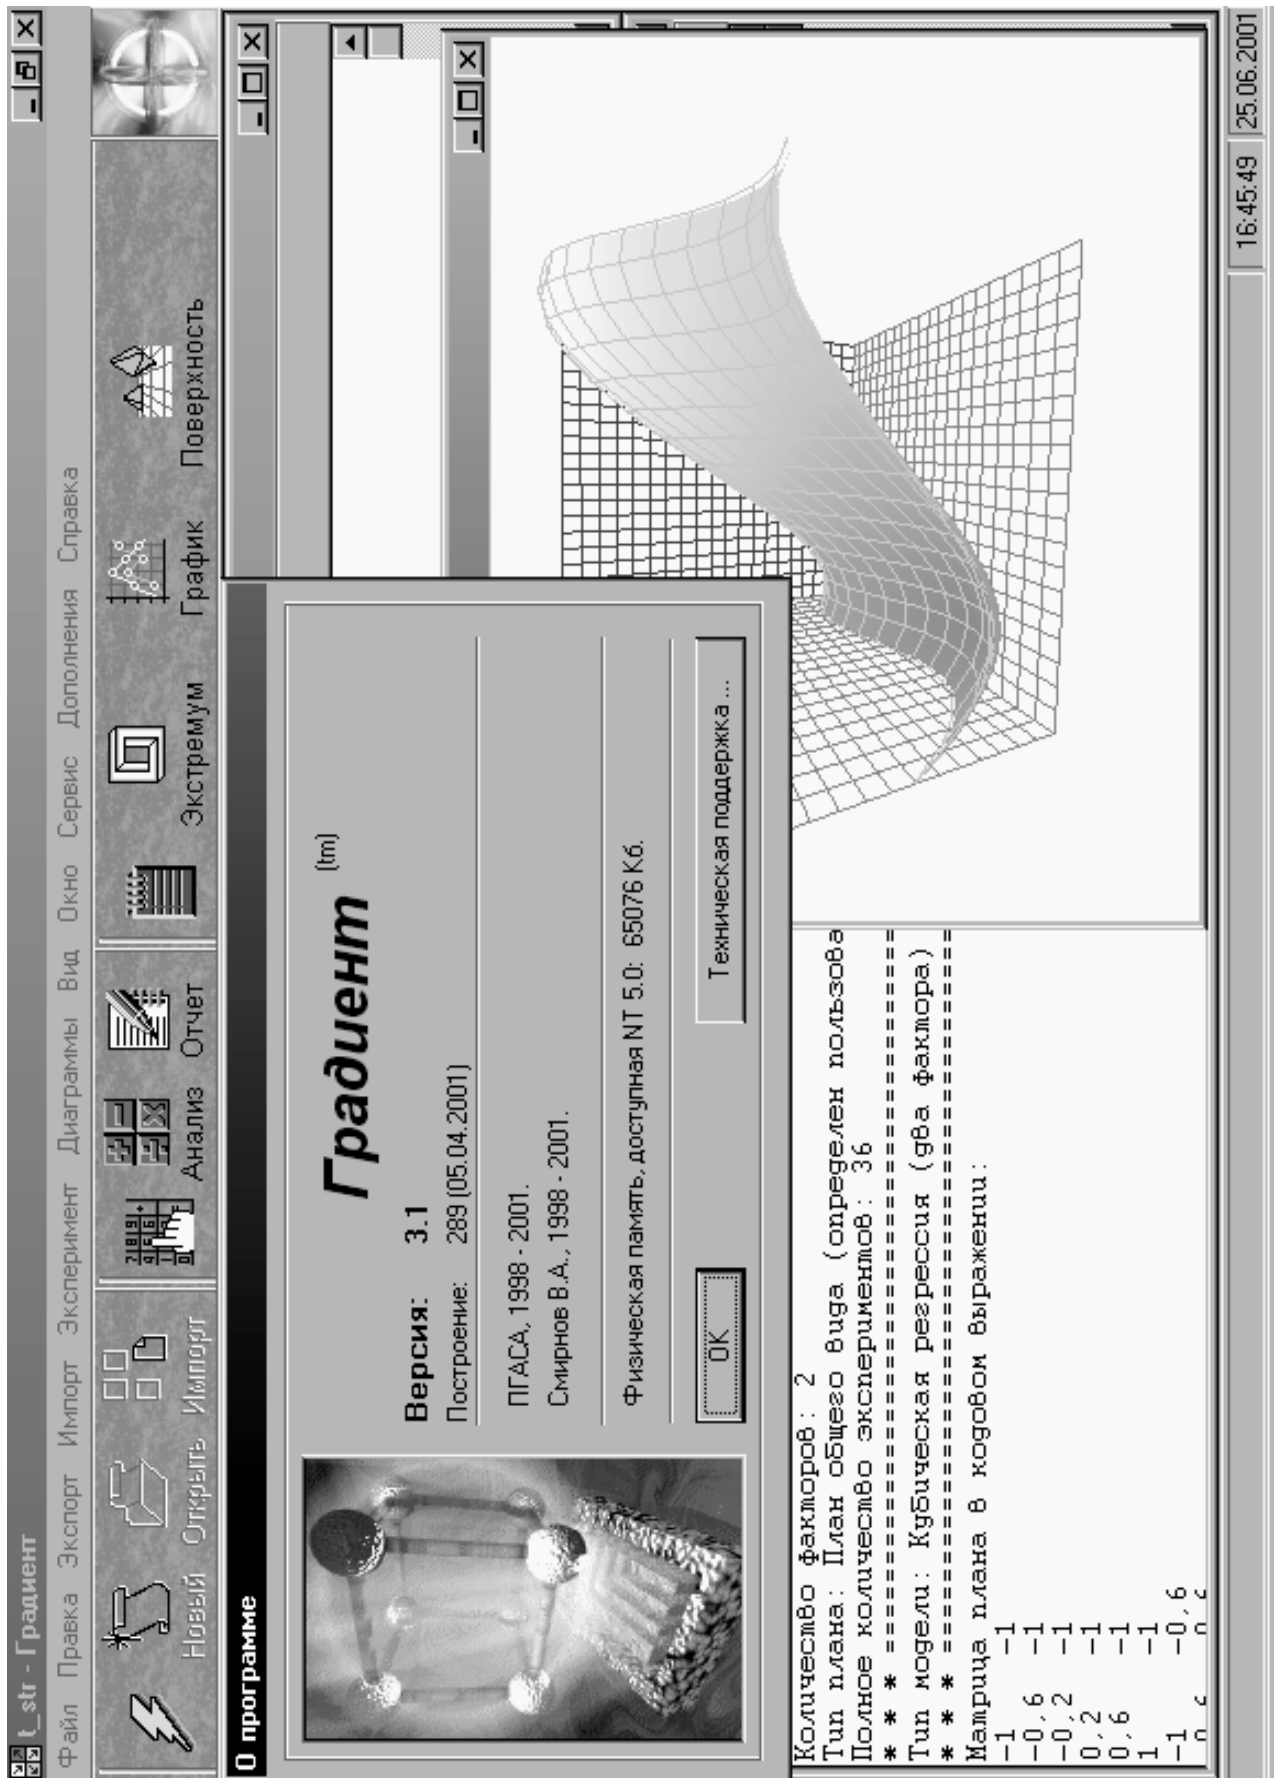 t_str - Градиент
Файл Правка Экспорт Импорт Эксперимент Диаграммы Вид Окно Сервис Дополнения Справка
Новый Открыть Импорт Анализ Отчет Экстремум График Поверхность
О программе
Градиент (tm)
Версия: 3.1
Построение: 289 (05.04.2001)
ПГАСА, 1998 - 2001.
Смирнов В.А., 1998 - 2001.
Физическая память, доступная NT 5.0: 65076 Кб.
OK
Техническая поддержка ...
Количество факторов: 2
Тип плана: План общего вида (определен пользова
Полное количество экспериментов: 36
Тип модели: Кубическая регрессия (два фактора)
Матрица плана в кодовом выражении:
-1 -1
-0,6 -1
-0,2 -1
0,2 -1
0,6 -1
1 -1
-1 -0,6
16:45:49 25.06.2001